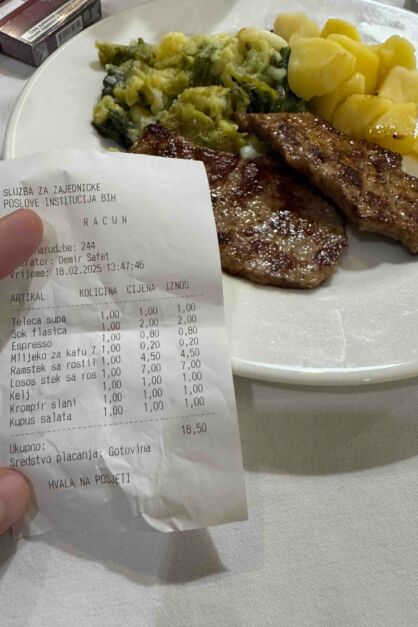 SLUZBA ZA ZAJEDNICKE
POSLOVE INSTITUCIJA BIH
RACUN
narudzbe: 244
Demir Safet
Vrijeme: 18.02.2025 13:47:46
ARTIKAL KOLICINA CIJENA IZNOS
Teleca supa 1,00 1,00 1,00
Sok flasica 1,00 2,00 2,00
Espresso 1,00 0,80 0,80
Mlijeko za kafu 7 1,00 0,20 0,20
Ramstek sa rostil 1,00 4,50 4,50
Losos stek sa ros 1,00 7,00 7,00
Kelj 1,00 1,00 1,00
Krompir slani 1,00 1,00 1,00
Kupus salata 1,00 1,00 1,00
18,50
Ukupno:
Sredstvo placanja: Gotovina
HVALA NA POSJETI